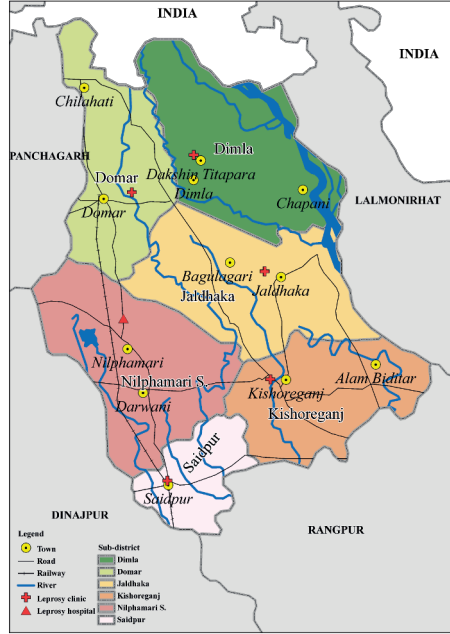 INDIA
INDIA
Chilahati
PANCHAGARH
Dimla
Dakshin Titapara
Domar
Dimla
LALMONIRHAT
Chapani
Domar
Bagulagari
Jaldhaka
Jaldhaka
Nilphamari
Alam Bidhar
Nilphamari S.
Kishoreganj
Darwani
Kishoreganj
Saidpur
Saidpur
DINAJPUR
RANGPUR
Legend
Town
Road
Railway
River
Leprosy clinic
Leprosy hospital
Sub-district
Dimla
Domar
Jaldhaka
Kishoreganj
Nilphamari S.
Saidpur